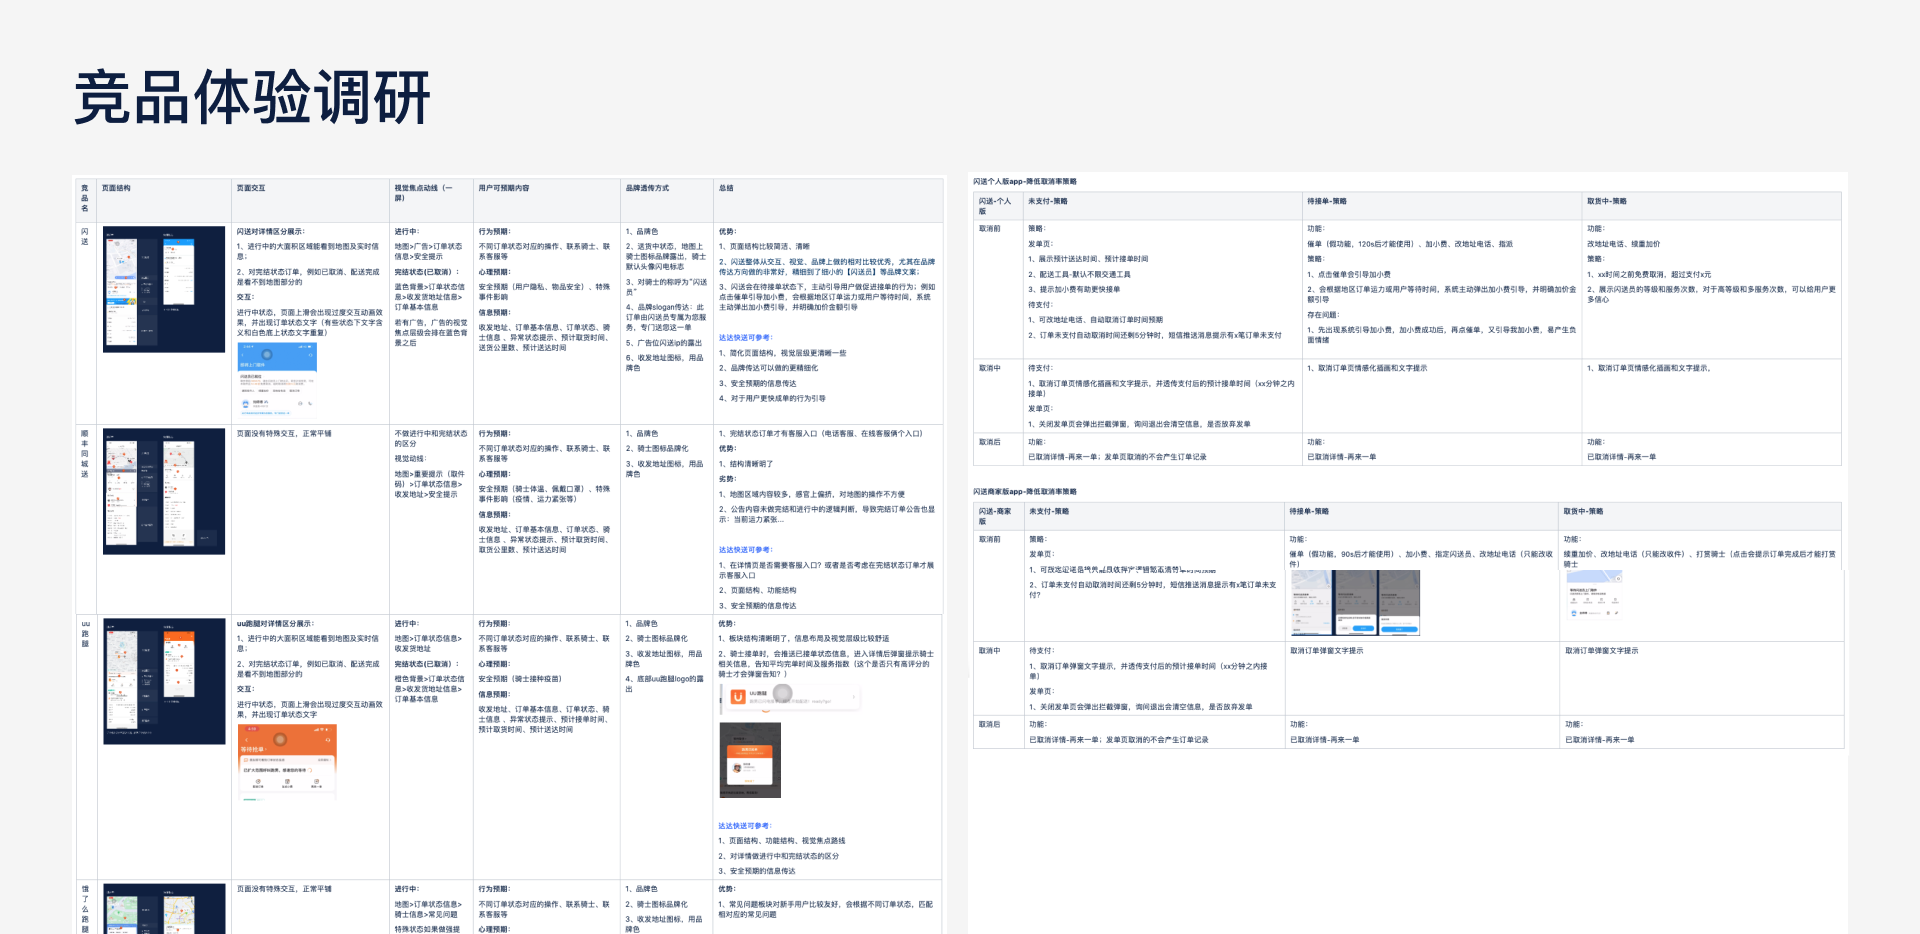 竞品体验调研
竞品名
页面结构
页面交互
视觉焦点动线（一屏）
用户可预期内容
品牌透传方式
总结
闪送
闪送对详情区分展示：
1、进行中的大面积区域能看到地图及实时信息；
2、对完结状态订单，例如已取消、配送完成是看不到地图部分的
交互：
进行中状态，页面上滑会出现过度交互动画效果，并出现订单状态文字（有些状态下文字含义和白色底上状态文字重复）
进行中：
地图>广告>订单状态信息>安全提示
完结状态(已取消）：
蓝色背景>订单状态信息>收发货地址信息>订单基本信息
若有广告，广告的视觉焦点层级会排在蓝色背景之后
行为预期：
不同订单状态对应的操作、联系骑士、联系客服等
心理预期：
安全预期（用户隐私、物品安全）、特殊事件影响
信息预期：
收发地址、订单基本信息、订单状态、骑士信息 、异常状态提示、预计取货时间、送货公里数、预计送达时间
1、品牌色
2、送货中状态，地图上骑士图标品牌露出，骑士默认头像闪电标志
3、对骑士的称呼为“闪送员”
4、品牌slogan传达：此订单由闪送员专属为您服务，专门送您这一单
5、广告位闪送ip的露出
6、收发地址图标，用品牌色
优势：
1、页面结构比较简洁、清晰
2、闪送整体从交互、视觉、品牌上做的相对比较优秀，尤其在品牌传达方向做的非常好，精细到了细小的【闪送员】等品牌文案；
3、闪送会在待接单状态下，主动引导用户做促进接单的行为；例如点击催单引导加小费，会根据地区订单运力或用户等待时间，系统主动弹出加小费引导，并明确加价金额引导
达达快送可参考：
1、简化页面结构，视觉层级更清晰一些
2、品牌传达可以做的更精细化
3、安全预期的信息传达
4、对于用户更快成单的行为引导
顺丰同城送
页面没有特殊交互，正常平铺
不做进行中和完结状态的区分
视觉动线：
地图>重要提示（取件码）>订单状态信息>收发货地址>安全提示
行为预期：
不同订单状态对应的操作、联系骑士、联系客服等
心理预期：
安全预期（骑士体温、佩戴口罩）、特殊事件影响（疫情、运力紧张等）
信息预期：
收发地址、订单基本信息、订单状态、骑士信息 、异常状态提示、预计取货时间、取货公里数、预计送达时间
1、品牌色
2、骑士图标品牌化
3、收发地址图标，用品牌色
1、完结状态订单才有客服入口（电话客服、在线客服俩个入口）
优势：
1、结构清晰明了
劣势：
1、地图区域内容较多，感官上偏挤，对地图的操作不方便
2、公告内容未做完结和进行中的逻辑判断，导致完结订单公告也显示：当前运力紧张...
达达快送可参考：
1、在详情页是否需要客服入口？或者是否考虑在完结状态订单才展示客服入口
2、页面结构、功能结构
3、安全预期的信息传达
uu跑腿
uu跑腿对详情区分展示：
1、进行中的大面积区域能看到地图及实时信息；
2、对完结状态订单，例如已取消、配送完成是看不到地图部分的
交互：
进行中状态，页面上滑会出现过度交互动画效果，并出现订单状态文字
等待抢单
进行中：
地图>订单状态信息>收发货地址
完结状态(已取消）：
橙色背景>订单状态信息>收发货地址信息>订单基本信息
行为预期：
不同订单状态对应的操作、联系骑士、联系客服等
心理预期：
安全预期（骑士接种疫苗）
信息预期：
收发地址、订单基本信息、订单状态、骑士信息 、异常状态提示、预计接单时间、预计取货时间、预计送达时间
1、品牌色
2、骑士图标品牌化
3、收发地址图标，用品牌色
4、底部uu跑腿logo的露出
优势：
1、板块结构清晰明了，信息布局及视觉层级比较舒适
2、骑士接单时，会推送已接单状态信息，进入详情后弹窗提示骑士相关信息，告知平均完单时间及服务指数（这个是否只有高评分的骑士才会弹窗告知？）
UU跑腿
达达快送可参考：
1、页面结构、功能结构、视觉焦点路线
2、对详情做进行中和完结状态的区分
3、安全预期的信息传达
饿了么跑腿
页面没有特殊交互，正常平铺
进行中：
地图>订单状态信息>骑士信息>常见问题
特殊状态如果做强提
行为预期：
不同订单状态对应的操作、联系骑士、联系客服等
心理预期：
1、品牌色
2、骑士图标品牌化
3、收发地址图标，用品牌色
优势：
1、常见问题板块对新手用户比较友好，会根据不同订单状态，匹配相对应的常见问题
闪送个人版app-降低取消率策略
闪送-个人版
未支付-策略
待接单-策略
取货中-策略
取消前
策略：
发单页：
1、展示预计送达时间、预计接单时间
2、配送工具-默认不限交通工具
3、提示加小费有助更快接单
待支付：
1、可改地址电话、自动取消订单时间预期
2、订单未支付自动取消时间还剩5分钟时，短信推送消息提示有x笔订单未支付
功能：
催单（假功能，120s后才能使用）、加小费、改地址电话、指派
策略：
1、点击催单会引导加小费
2、会根据地区订单运力或用户等待时间，系统主动弹出加小费引导，并明确加价金额引导
存在问题：
1、先出现系统引导加小费，加小费成功后，再点催单，又引导我加小费，易产生负面情绪
功能：
改地址电话、续重加价
策略：
1、xx时间之前免费取消，超过支付x元
2、展示闪送员的等级和服务次数，对于高等级和多服务次数，可以给用户更多信心
取消中
待支付：
1、取消订单页情感化插画和文字提示，并透传支付后的预计接单时间（xx分钟之内接单）
发单页：
1、关闭发单页会弹出拦截弹窗，询问退出会清空信息，是否放弃发单
1、取消订单页情感化插画和文字提示
1、取消订单页情感化插画和文字提示，
取消后
功能：
已取消详情-再来一单；发单页取消的不会产生订单记录
功能：
已取消详情-再来一单
功能：
已取消详情-再来一单
闪送商家版app-降低取消率策略
闪送-商家版
未支付-策略
待接单-策略
取货中-策略
取消前
策略：
发单页：
2、订单未支付自动取消时间还剩5分钟时，短信推送消息提示有x笔订单未支付?
功能：
催单（假功能，90s后才能用）、加小费、指定闪送员、改地址电话（只能改收件）
功能：
续重加价、改地址电话（只能改收件）、打赏骑士（点击会提示订单完成后才能打赏骑士
取消中
待支付：
1、取消订单弹窗文字提示，并透传支付后的预计接单时间（xx分钟之内接单）
发单页：
1、关闭发单页会弹出拦截弹窗，询问退出会清空信息，是否放弃发单
取消订单弹窗文字提示
取消订单弹窗文字提示
取消后
功能：
已取消详情-再来一单；发单页取消的不会产生订单记录
功能：
已取消详情-再来一单
功能：
已取消详情-再来一单